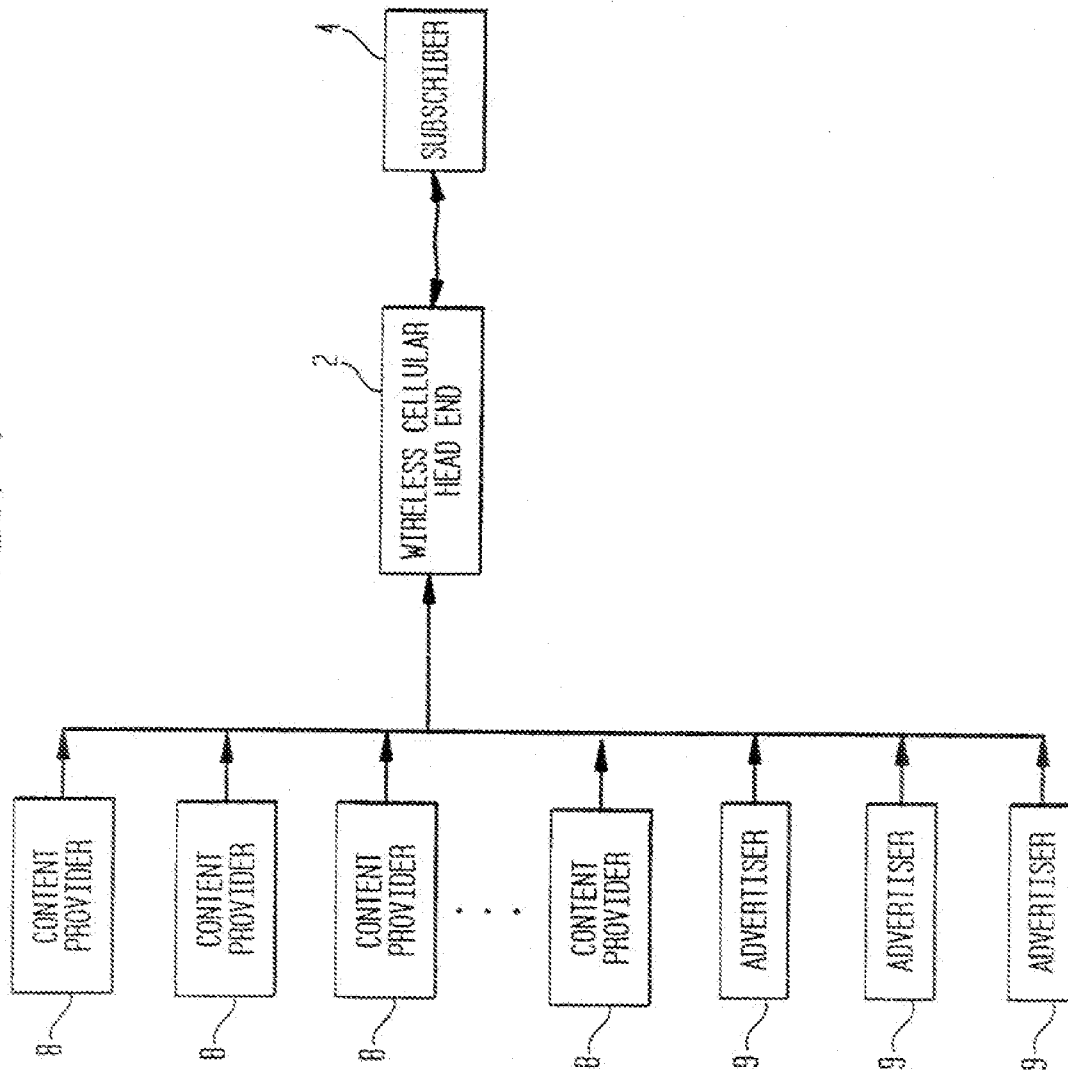 CONTENT
PROVIDER
8
CONTENT
PROVIDER
8
CONTENT
PROVIDER
8
. . .
CONTENT
PROVIDER
8
ADVERTISER
9
ADVERTISER
9
ADVERTISER
9
WIRELESS CELLULAR
HEAD END
2
SUBSCRIBER
4